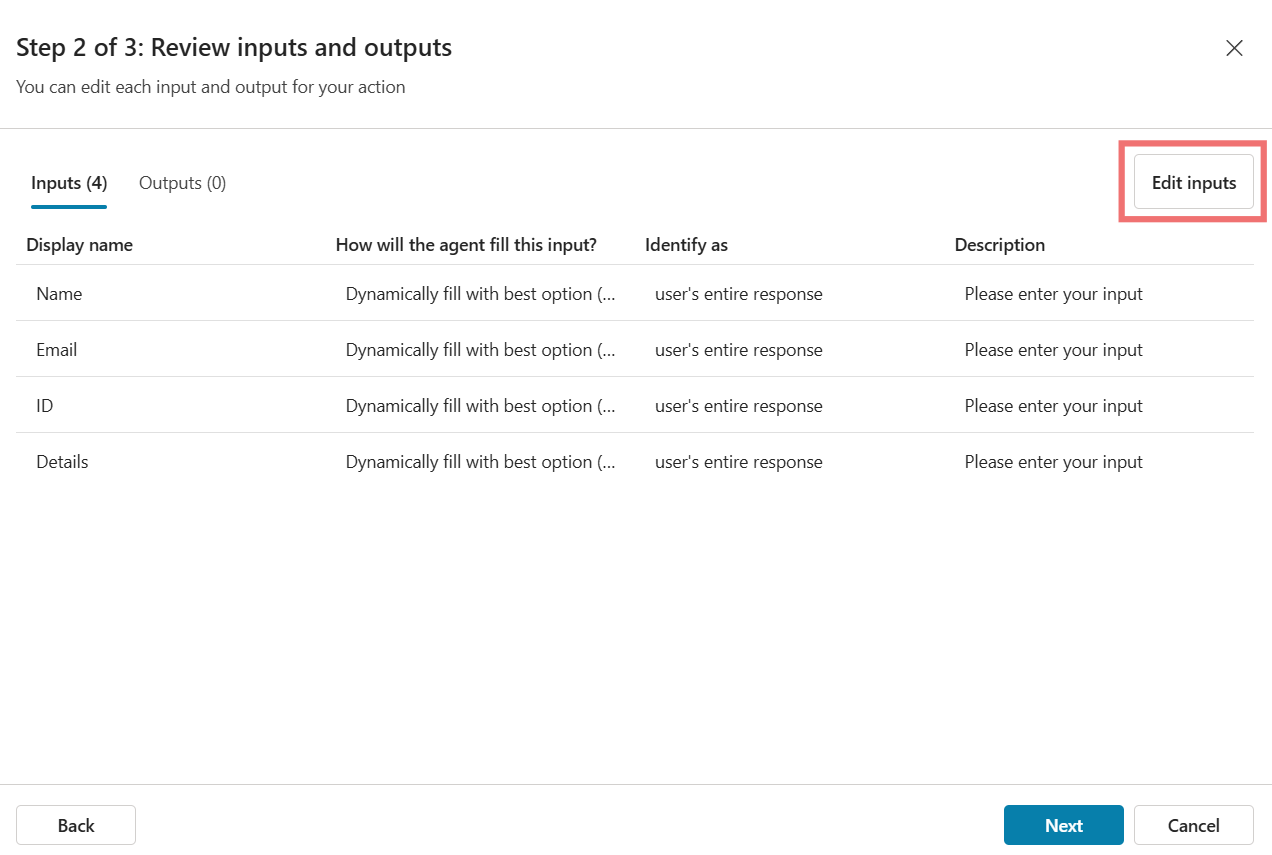 Step 2 of 3: Review inputs and outputs
You can edit each input and output for your action
Inputs (4) Outputs (0) Edit inputs
Display name How will the agent fill this input? Identify as Description
Name Dynamically fill with best option (... user's entire response Please enter your input
Email Dynamically fill with best option (... user's entire response Please enter your input
ID Dynamically fill with best option (... user's entire response Please enter your input
Details Dynamically fill with best option (... user's entire response Please enter your input
Back Next Cancel